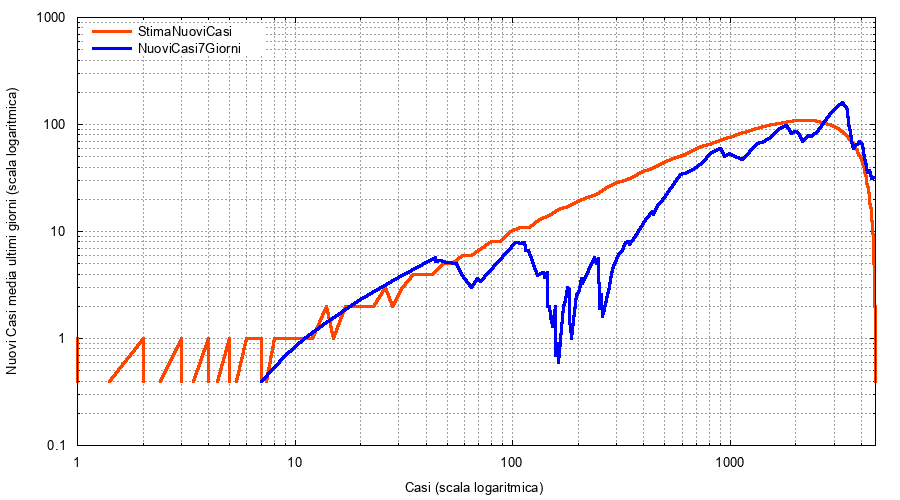 1000
100
10
1
0.1
Nuovi Casi media ultimi giorni (scala logaritmica)
StimaNuoviCasi
NuoviCasi7Giorni
1 10 100 1000
Casi (scala logaritmica)